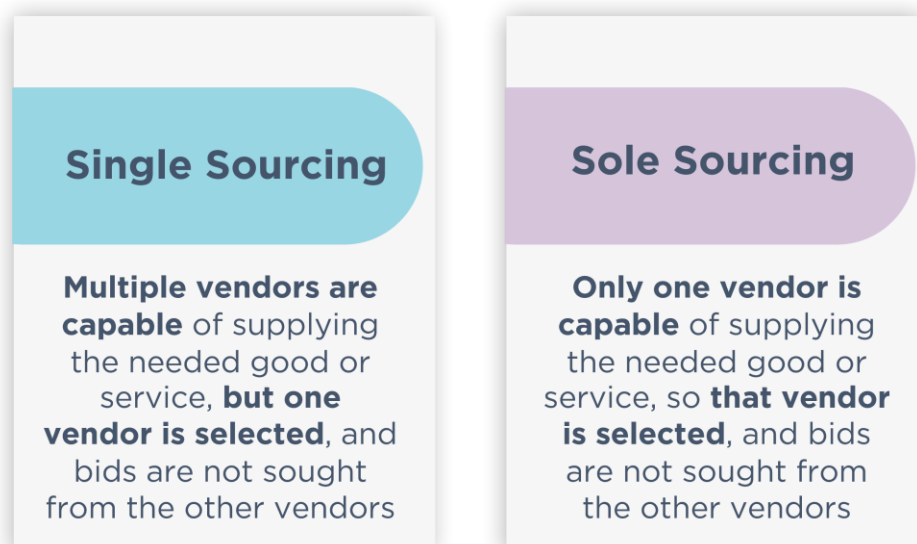 Single Sourcing
Multiple vendors are
capable of supplying
the needed good or
service, but one
vendor is selected, and
bids are not sought
from the other vendors
Sole Sourcing
Only one vendor is
capable of supplying
the needed good or
service, so that vendor
is selected, and bids
are not sought from
the other vendors